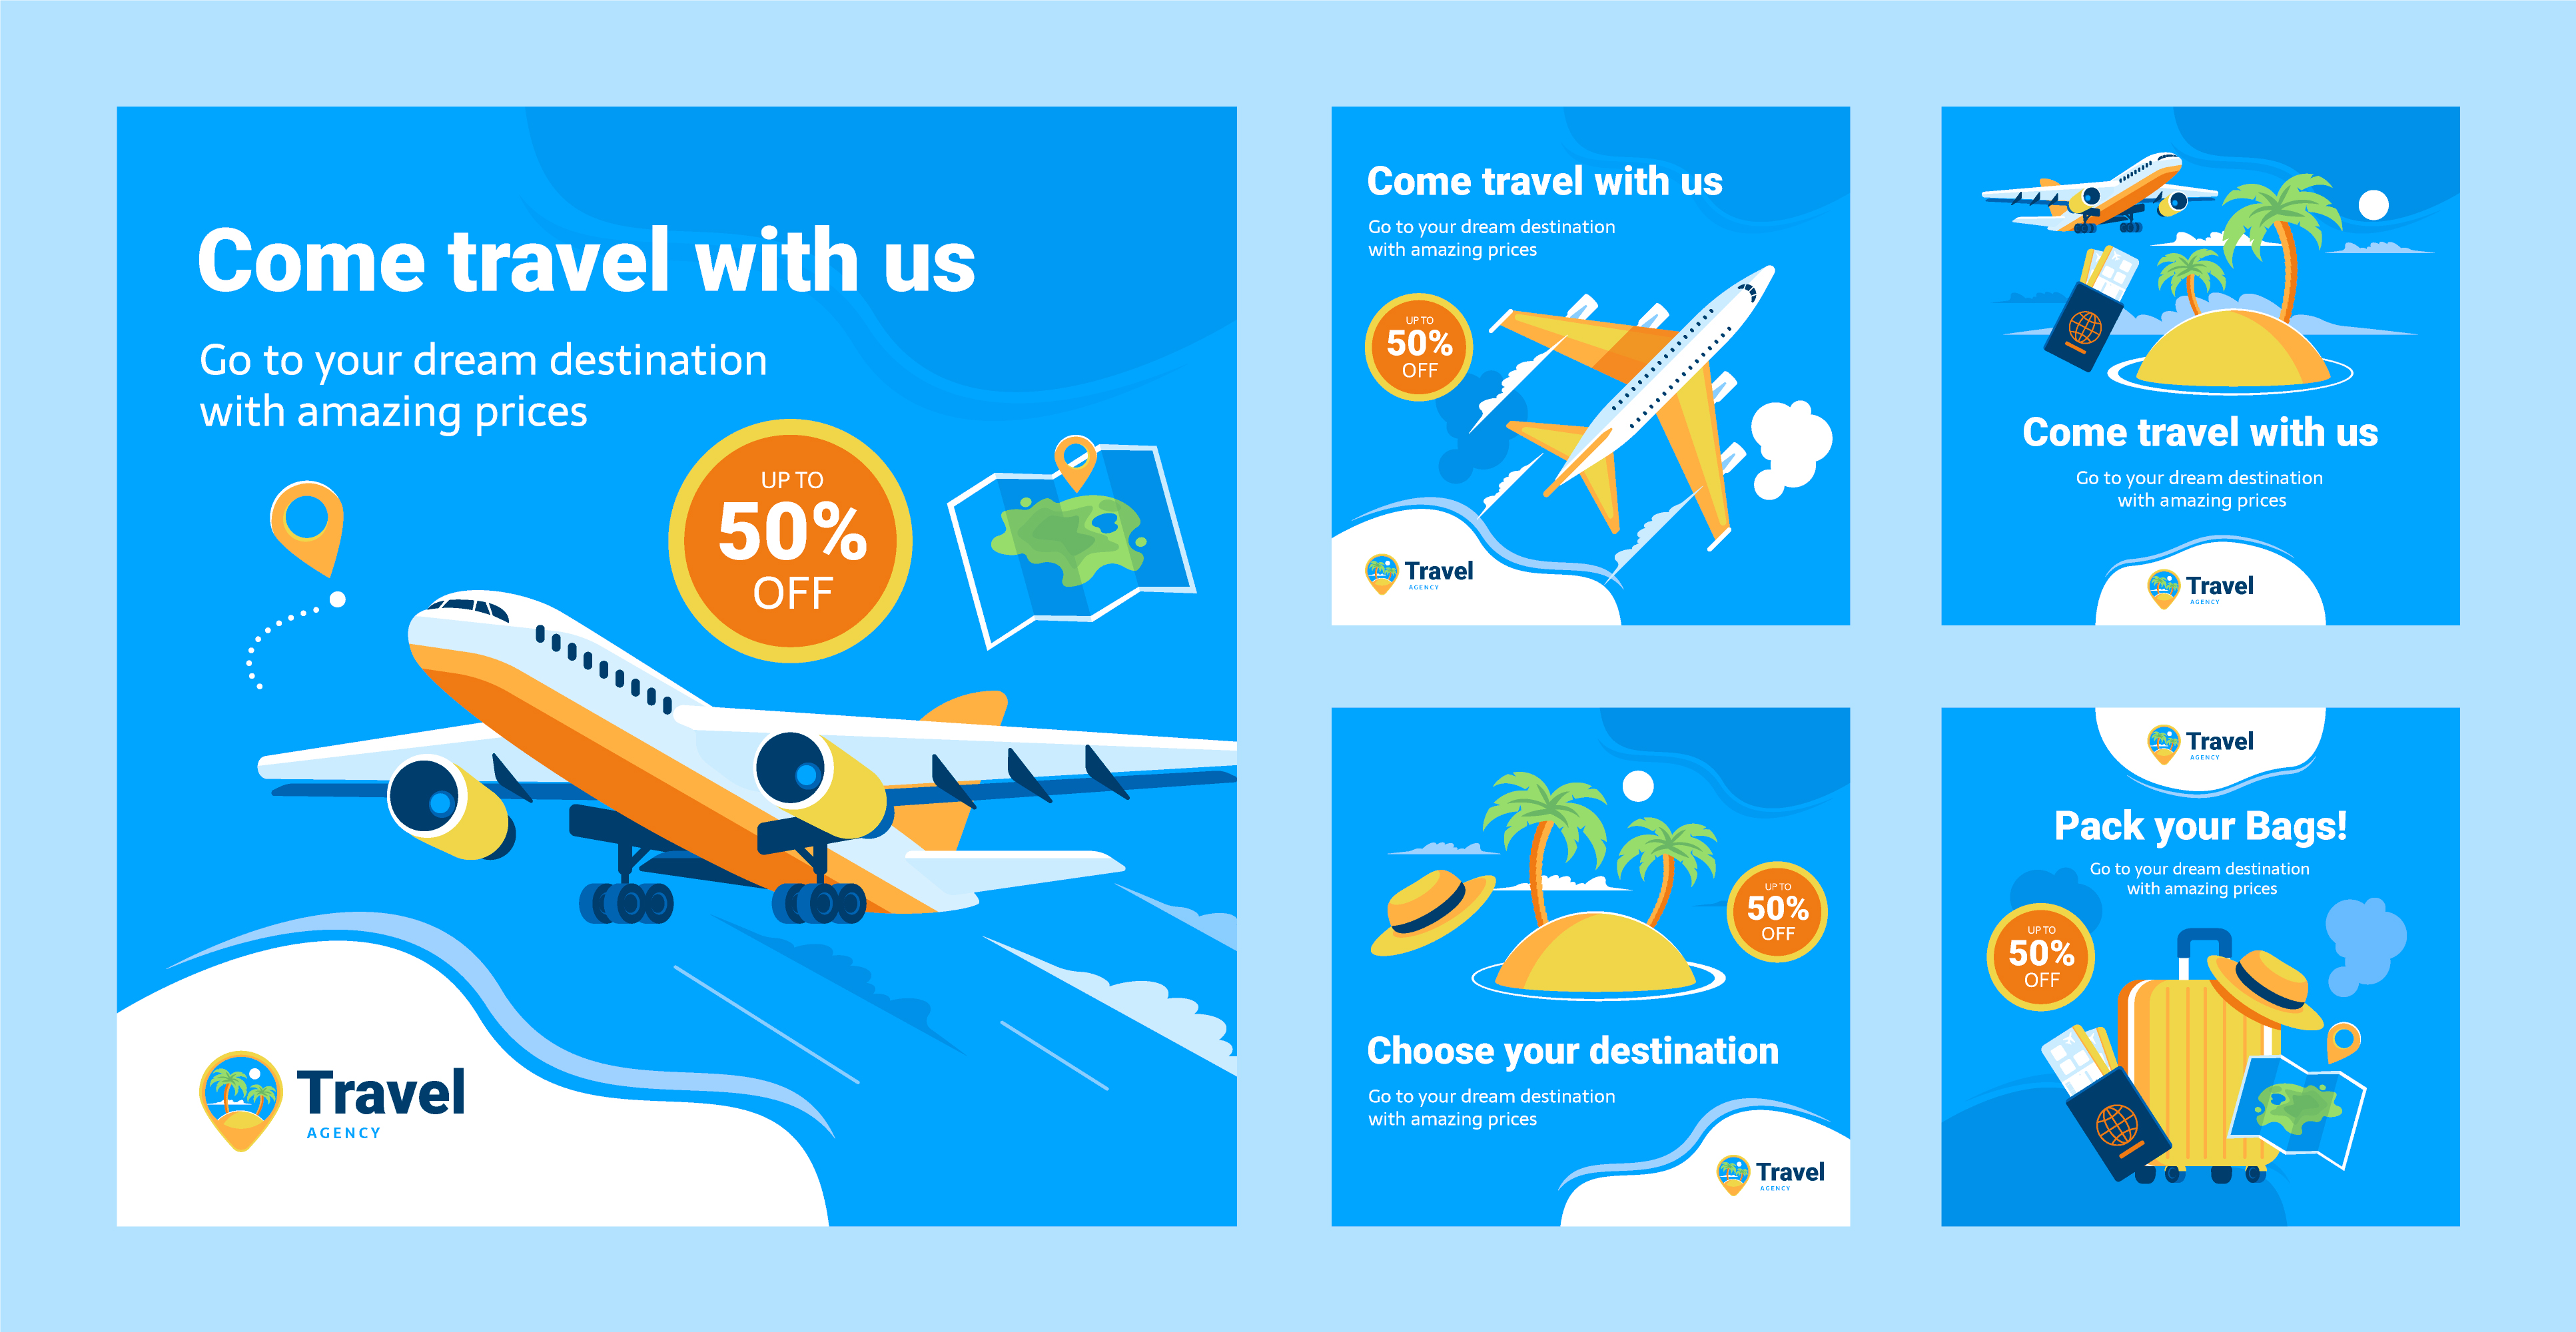 Come travel with us
Go to your dream destination
with amazing prices
UP TO
50%
OFF
Travel
AGENCY
Come travel with us
Go to your dream destination
with amazing prices
UP TO
50%
OFF
Travel
AGENCY
Come travel with us
Go to your dream destination
with amazing prices
Travel
AGENCY
UP TO
50%
OFF
Choose your destination
Go to your dream destination
with amazing prices
Travel
AGENCY
Travel
AGENCY
Pack your Bags!
Go to your dream destination
with amazing prices
UP TO
50%
OFF